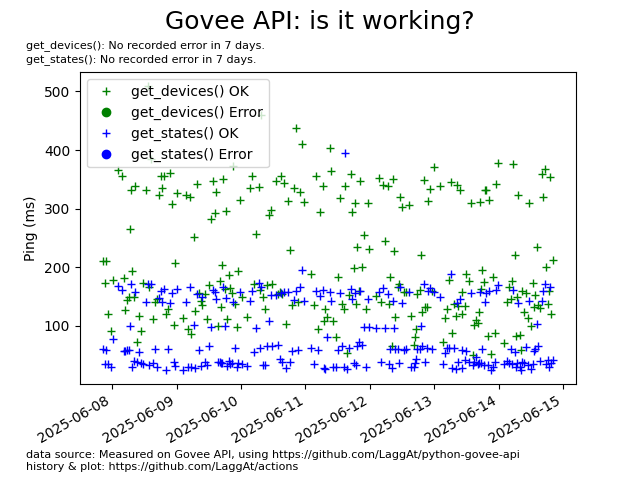 Govee API: is it working?
get_devices(): No recorded error in 7 days.
get_states(): No recorded error in 7 days.
get_devices() OK
get_devices() Error
get_states() OK
get_states() Error
Ping (ms)
500
400
300
200
100
2025-06-08
2025-06-09
2025-06-10
2025-06-11
2025-06-12
2025-06-13
2025-06-14
2025-06-15
data source: Measured on Govee API, using https://github.com/LaggAt/python-govee-api
history & plot: https://github.com/LaggAt/actions